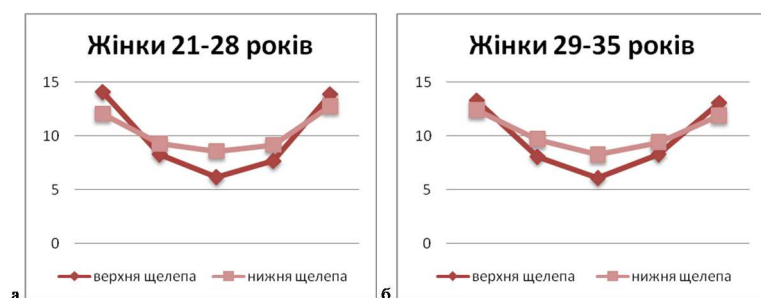 Жінки 21-28 років
15
10
5
0
верхня щелепа
нижня щелепа
а
Жінки 29-35 років
15
10
5
0
верхня щелепа
нижня щелепа
б